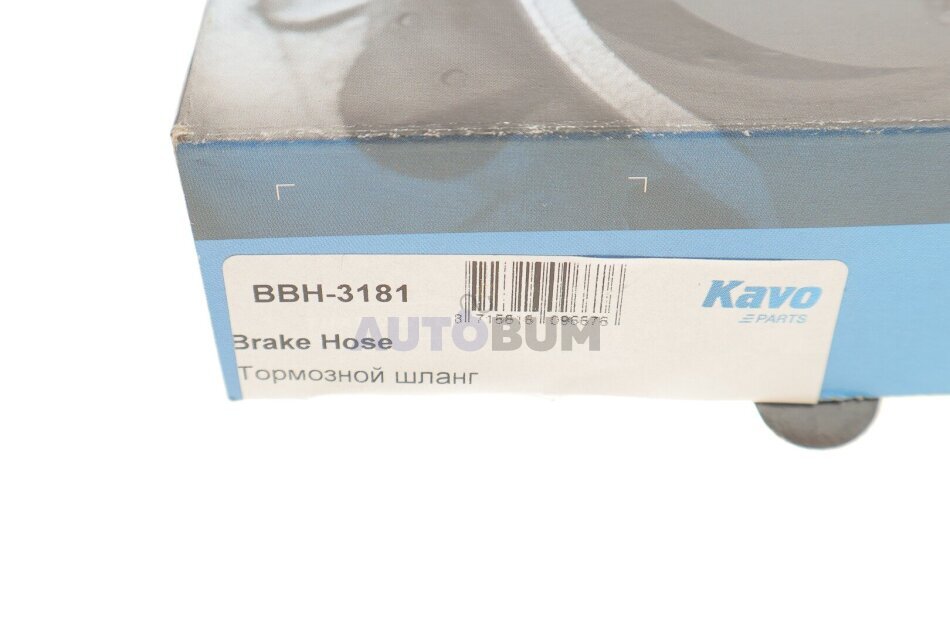 BBH-3181
Kavo
PARTS
AUTOBUM
Brake Hose
Тормозной шланг